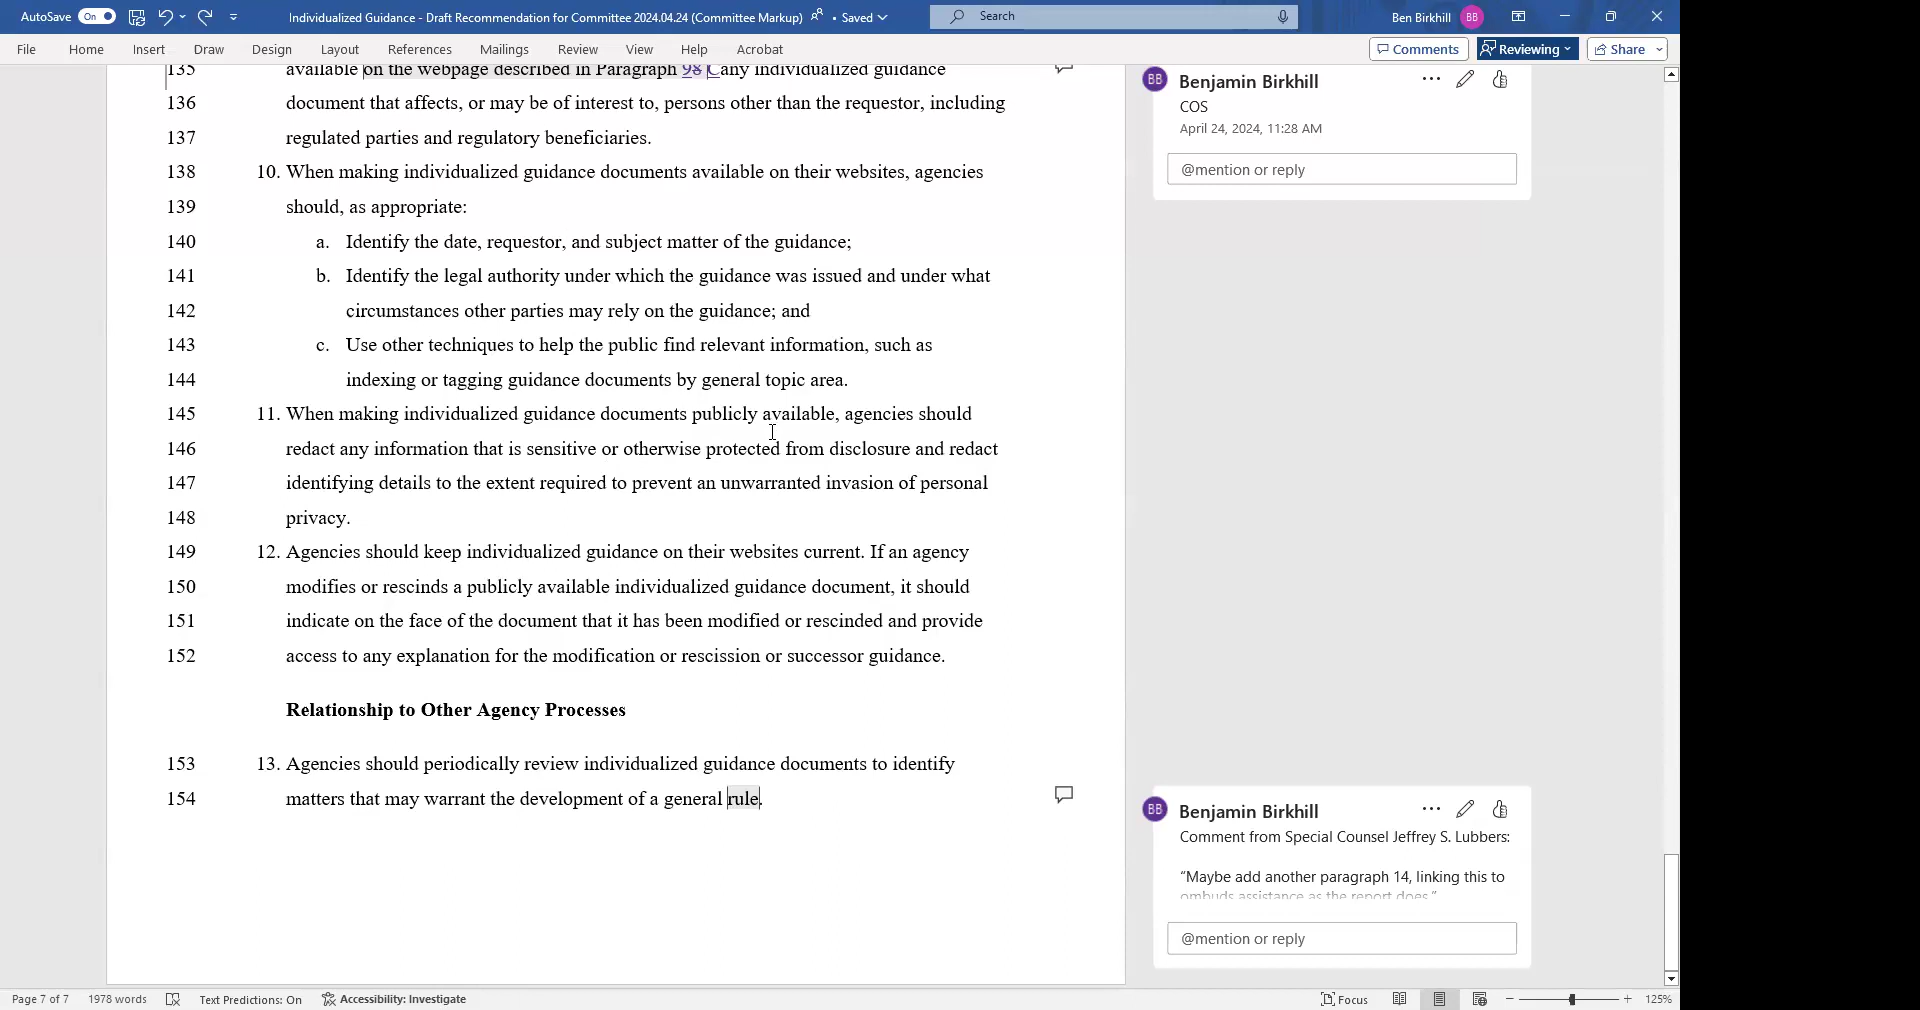 AutoSave On Individualized Guidance - Draft Recommendation for Committee 2024.04.24 (Committee Markup) • Saved Search Ben Birkhill BB
File Home Insert Draw Design Layout References Mailings Review View Help Acrobat Comments Reviewing Share
135 available on the webpage described in Paragraph 98 Cany individualized guidance
136 document that affects, or may be of interest to, persons other than the requestor, including
137 regulated parties and regulatory beneficiaries.
138 10. When making individualized guidance documents available on their websites, agencies
139 should, as appropriate:
140 a. Identify the date, requestor, and subject matter of the guidance;
141 b. Identify the legal authority under which the guidance was issued and under what
142 circumstances other parties may rely on the guidance; and
143 c. Use other techniques to help the public find relevant information, such as
144 indexing or tagging guidance documents by general topic area.
145 11. When making individualized guidance documents publicly available, agencies should
146 redact any information that is sensitive or otherwise protected from disclosure and redact
147 identifying details to the extent required to prevent an unwarranted invasion of personal
148 privacy.
149 12. Agencies should keep individualized guidance on their websites current. If an agency
150 modifies or rescinds a publicly available individualized guidance document, it should
151 indicate on the face of the document that it has been modified or rescinded and provide
152 access to any explanation for the modification or rescission or successor guidance.
Relationship to Other Agency Processes
153 13. Agencies should periodically review individualized guidance documents to identify
154 matters that may warrant the development of a general rule.
BB Benjamin Birkhill
COS
April 24, 2024, 11:28 AM
@mention or reply
BB Benjamin Birkhill
Comment from Special Counsel Jeffrey S. Lubbers:
“Maybe add another paragraph 14, linking this to
ombuds assistance as the report does.”
@mention or reply
Page 7 of 7 1978 words Text Predictions: On Accessibility: Investigate Focus 125%